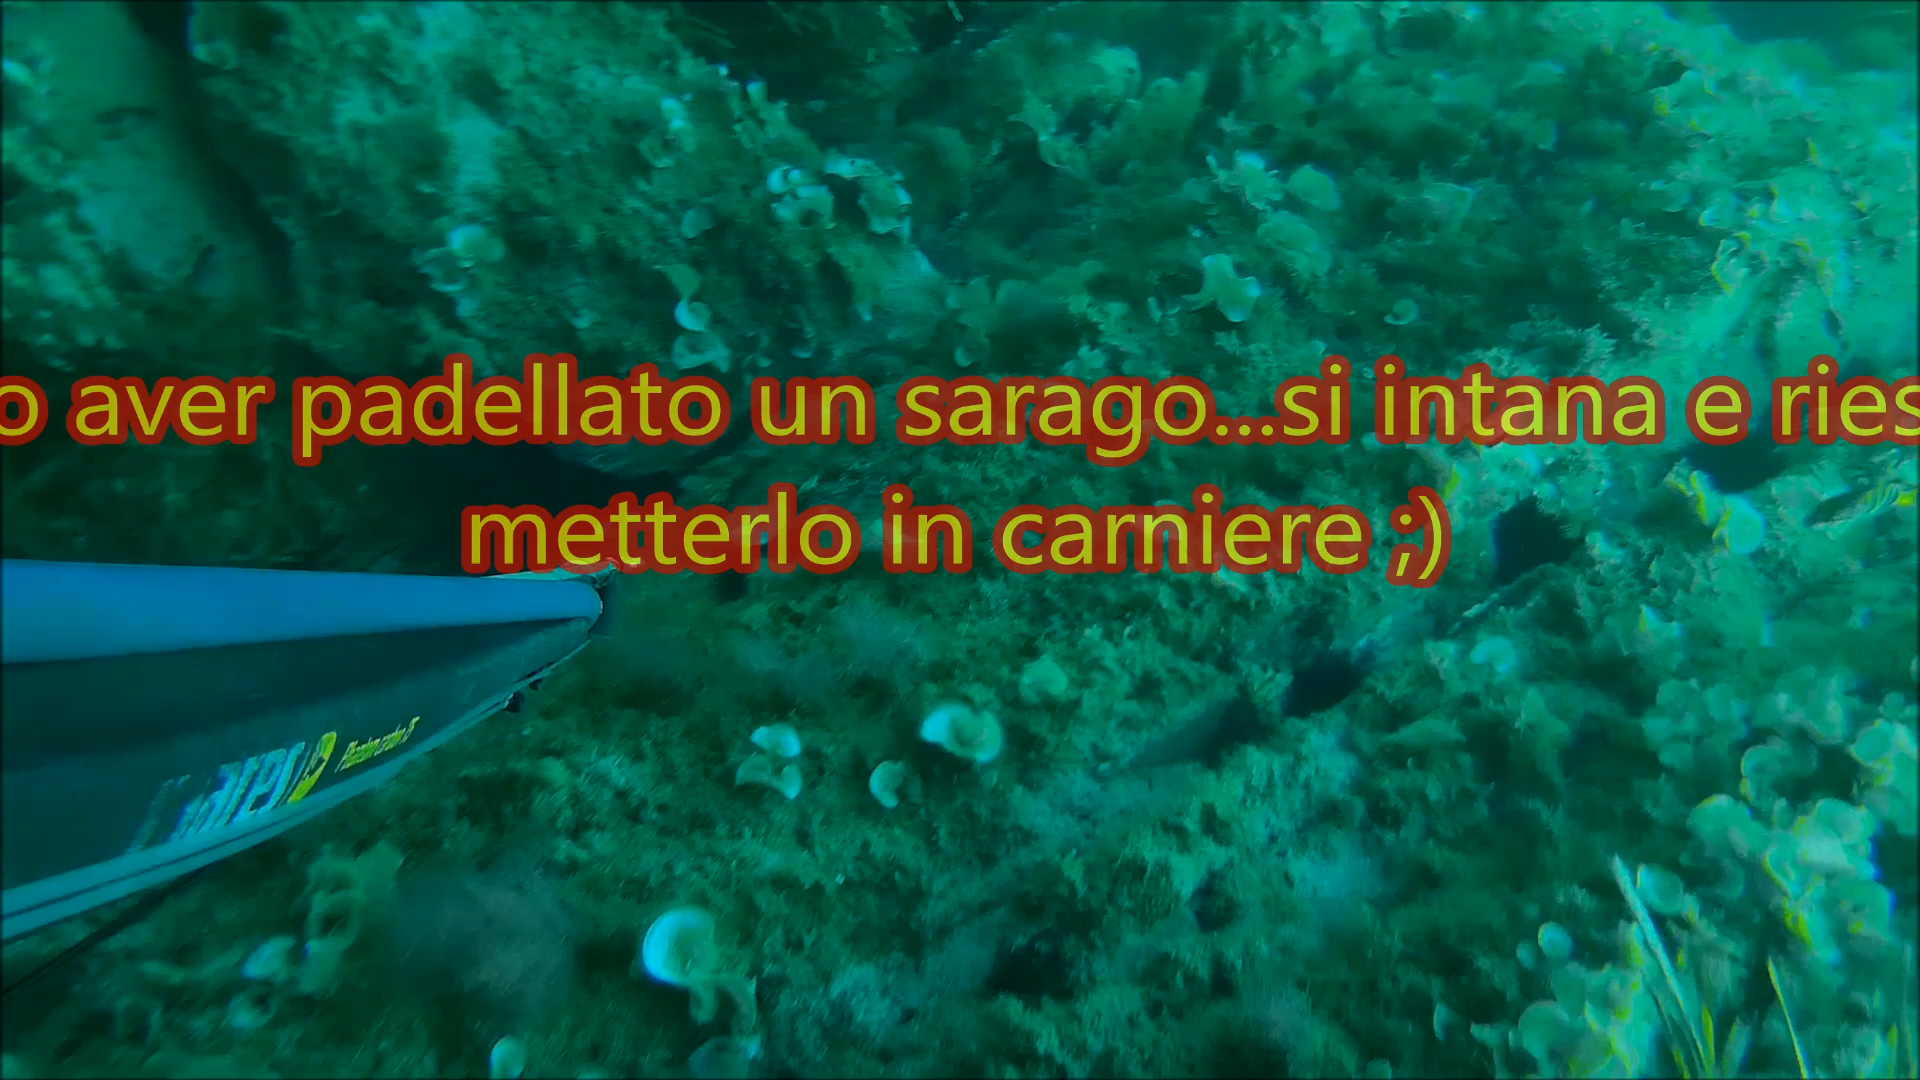 o aver padellato un sarago...si intana e ries
metterlo in carniere ;)